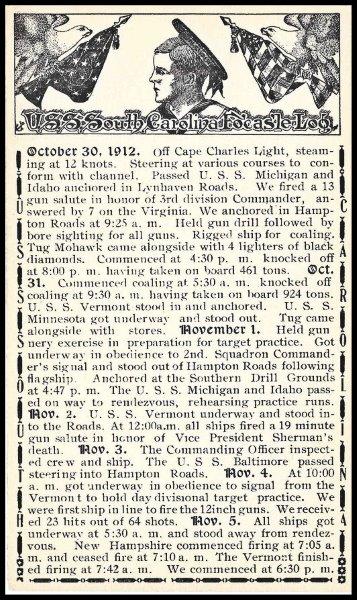 U.S.S. South Carolina Focasle Log
October 30, 1912. Off Cape Charles Light, steam-
ing at 12 knots. Steering at various courses to con-
form with channel. Passed U. S. S. Michigan and
Idaho anchored in Lynhaven Roads. We fired a 13
gun salute in honor of 3rd division Commander, an-
swered by 7 on the Virginia. We anchored in Hamp-
ton Roads at 9:25 a. m. Held gun drill followed by
bore sighting for all guns. Rigged ship for coaling.
Tug Mohawk came alongside with 4 lighters of black
diamonds. Commenced at 4:30 p. m. knocked off
at 8:00 p. m. having taken on board 461 tons. Oct.
31. Commenced coaling at 5:30 a. m. knocked off
coaling at 9:30 a. m. having taken on board 924 tons.
U. S. S. Vermont stood in and anchored. U. S. S.
Minnesota got underway and stood out. Tug came
alongside with stores. November 1. Held gun
nery exercise in preparation for target practice. Got
underway in obedience to 2nd. Squadron Command-
er's signal and stood out of Hampton Roads following
flagship. Anchored at the Southern Drill Grounds
at 4:47 p. m. The U. S. S. Michigan and Idaho pass-
ed on way to rendezvous, rehearsing practice runs.
Nov. 2. U. S. S. Vermont underway and stood in-
to the Roads. At 12:00a.m. all ships fired a 19 minute
gun salute in honor of Vice President Sherman's
death. Nov. 3. The Commanding Officer inspect-
ed crew and ship. The U. S. S. Baltimore passed
steering into Hampton Roads. Nov. 4. At 10:00
a. m. got underway in obedience to signal from the
Vermont to hold day divisional target practice. We
were first ship in line to fire the 12inch guns. We receiv-
ed 23 hits out of 64 shots. Nov. 5. All ships got
underway at 5:30 a. m. and stood away from rendez-
vous. New Hampshire commenced firing at 7:05 a.
m. and ceased fire at 7:10 a. m. The Vermont finish-
ed firing at 7:42 a. m. We commenced at 6:30 p. m.
U S S SOUTH
CAROLINA